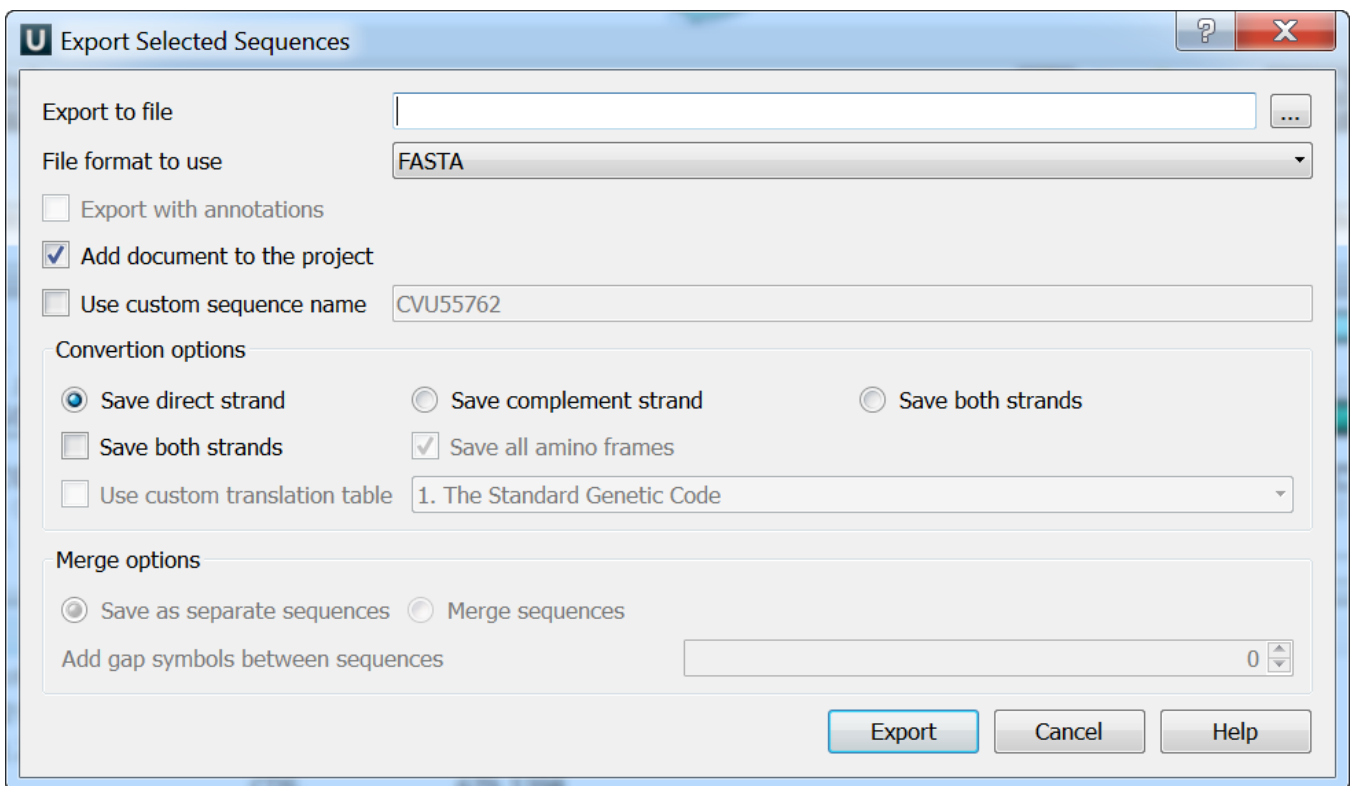 U Export Selected Sequences ? X
Export to file ...
File format to use FASTA
Export with annotations
Add document to the project
Use custom sequence name CVU55762
Convertion options
Save direct strand Save complement strand Save both strands
Save both strands Save all amino frames
Use custom translation table 1. The Standard Genetic Code
Merge options
Save as separate sequences Merge sequences
Add gap symbols between sequences 0
Export Cancel Help